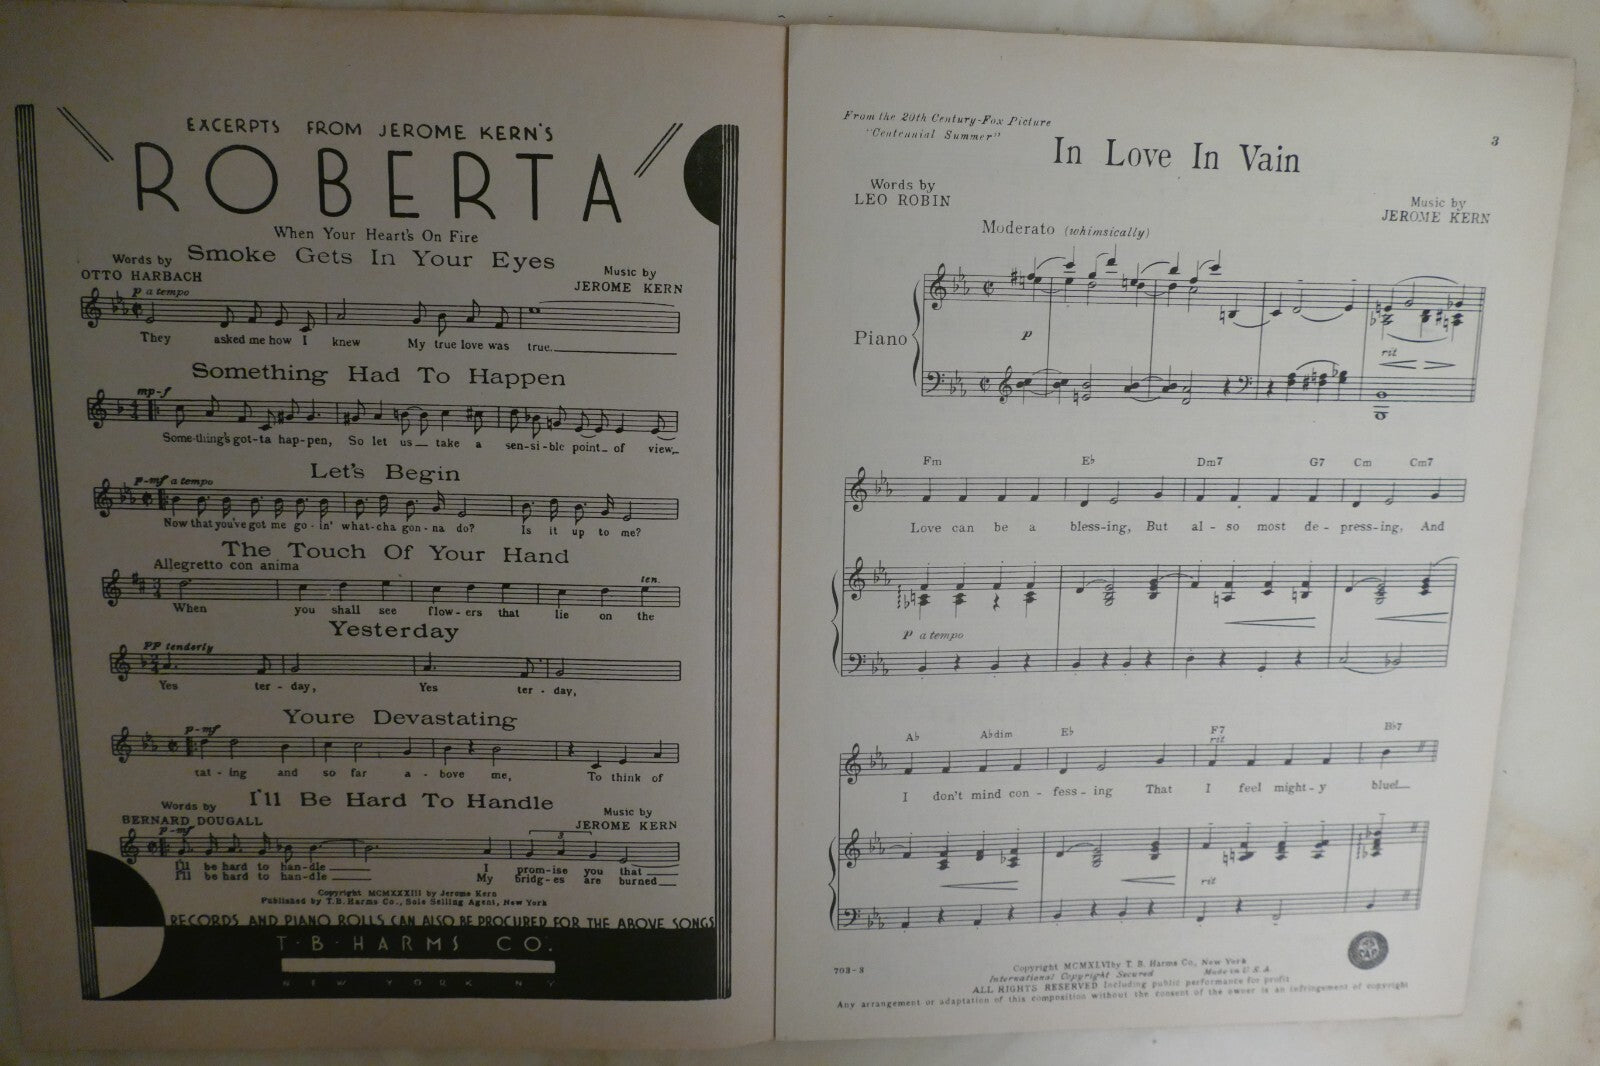 EXCERPTS FROM JEROME KERN'S
ROBERTA
When Your Heart's On Fire
Smoke Gets In Your Eyes
Words by
OTTO HARBACH
Music by
JEROME KERN
p a tempo
They asked me how I knew My true love was true.
Something Had To Happen
mp-f
Some-thing's got-ta hap-pen, So let us take a sen-si-ble point of view,
Let's Begin
p-mf a tempo
Now that you've got me go-in' what-cha gon-na do? Is it up to me?
The Touch Of Your Hand
Allegretto con anima
ten.
When you shall see flow-ers that lie on the
Yesterday
PP tenderly
Yes ter-day, Yes ter-day,
Youre Devastating
p-mf
tat-ing and so far a-bove me, To think of
I'll Be Hard To Handle
Words by
BERNARD DOUGALL
Music by
JEROME KERN
p-mf
3
I'll be hard to han-dle I prom-ise you that
I'll be hard to han-dle My bridg-es are burned
Copyright MCMXXXIII by Jerome Kern
Published by T.B. Harms Co., Sole Selling Agent, New York
RECORDS AND PIANO ROLLS CAN ALSO BE PROCURED FOR THE ABOVE SONGS
T·B·HARMS CO.
NEW YORK NY
3
From the 20th Century-Fox Picture
"Centennial Summer"
In Love In Vain
Words by
LEO ROBIN
Music by
JEROME KERN
Moderato (whimsically)
Piano
p
rit
Fm E♭ Dm7 G7 Cm Cm7
Love can be a bless-ing, But al-so most de-press-ing, And
p a tempo
A♭ A♭dim E♭ F7 B♭7
rit
I don't mind con-fess-ing That I feel might-y blue!
rit
703-3
Copyright MCMXLVI by T. B. Harms Co., New York
International Copyright Secured Made in U.S.A.
ALL RIGHTS RESERVED Including public performance for profit
Any arrangement or adaptation of this composition without the consent of the owner is an infringement of copyright